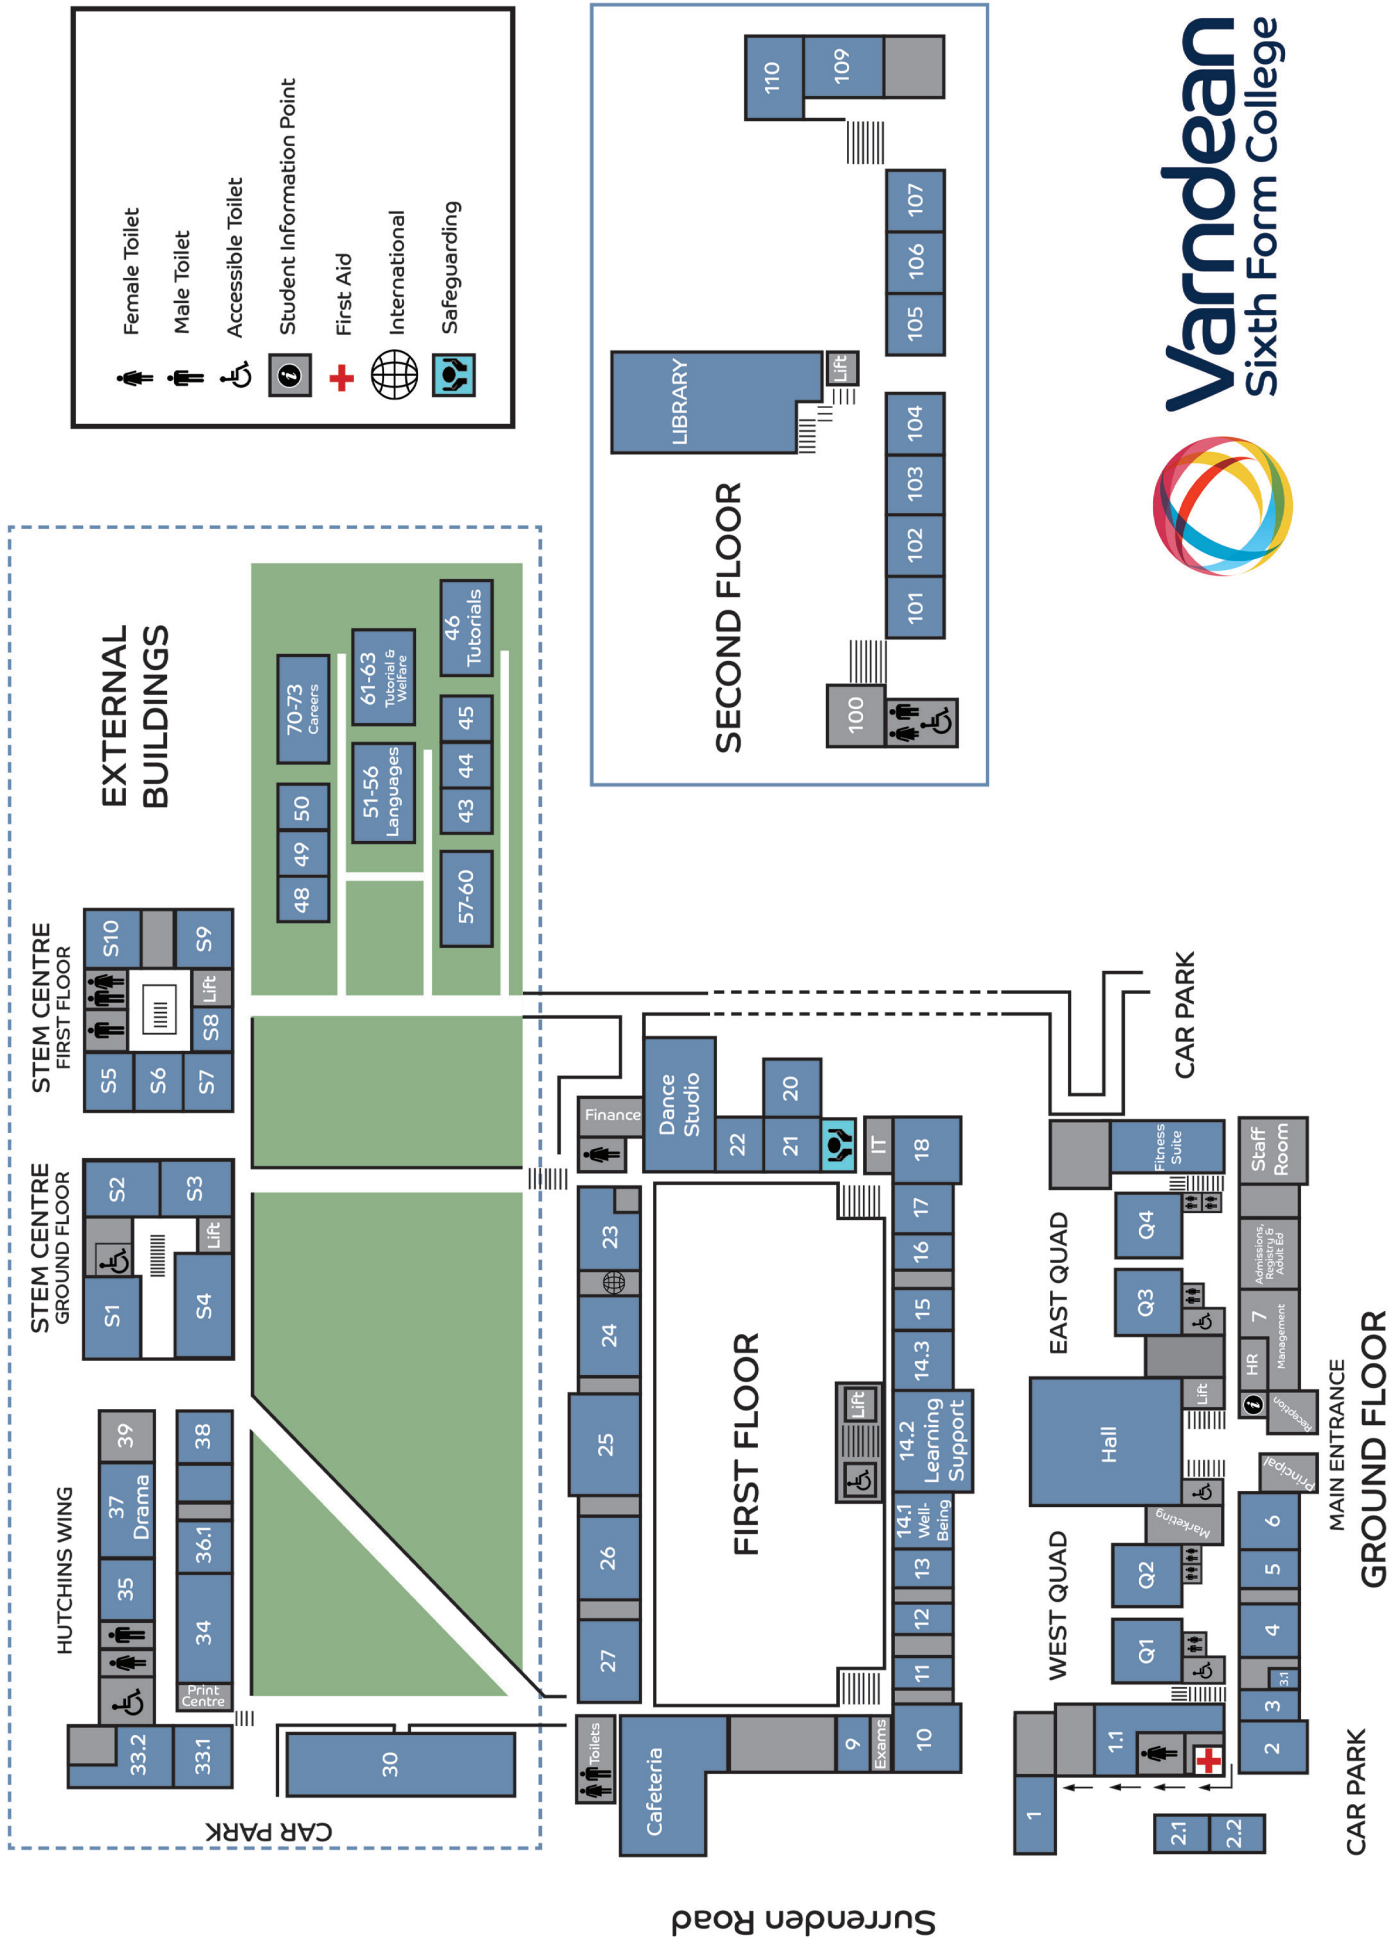 EXTERNAL
BUILDINGS
HUTCHINS WING
33.2
35
37
Drama
39
33.1
Print
Centre
34
36.1
38
STEM CENTRE
GROUND FLOOR
S1
S2
S4
Lift
S3
STEM CENTRE
FIRST FLOOR
S5
S6
S7
S10
S8
Lift
S9
CAR PARK
30
48
49
50
70-73
Careers
51-56
Languages
61-63
Tutorial &
Welfare
57-60
43
44
45
46
Tutorials
Female Toilet
Male Toilet
Accessible Toilet
Student Information Point
First Aid
International
Safeguarding
Surrenden Road
FIRST FLOOR
Toilets
Cafeteria
27
26
25
24
23
Finance
Dance
Studio
22
21
20
IT
9
Exams
10
11
12
13
14.1
Well-
Being
14.2
Learning
Support
Lift
14.3
15
16
17
18
SECOND FLOOR
LIBRARY
Lift
100
101
102
103
104
105
106
107
110
109
GROUND FLOOR
MAIN ENTRANCE
WEST QUAD
EAST QUAD
CAR PARK
CAR PARK
1
1.1
2.1
2.2
Q1
Q2
Marketing
Hall
Lift
Q3
Q4
Fitness
Suite
2
3
3.1
4
5
6
Principal
Reception
HR
7
Management
Admissions,
Registry &
Adult Ed
Staff
Room
Varndean
Sixth Form College